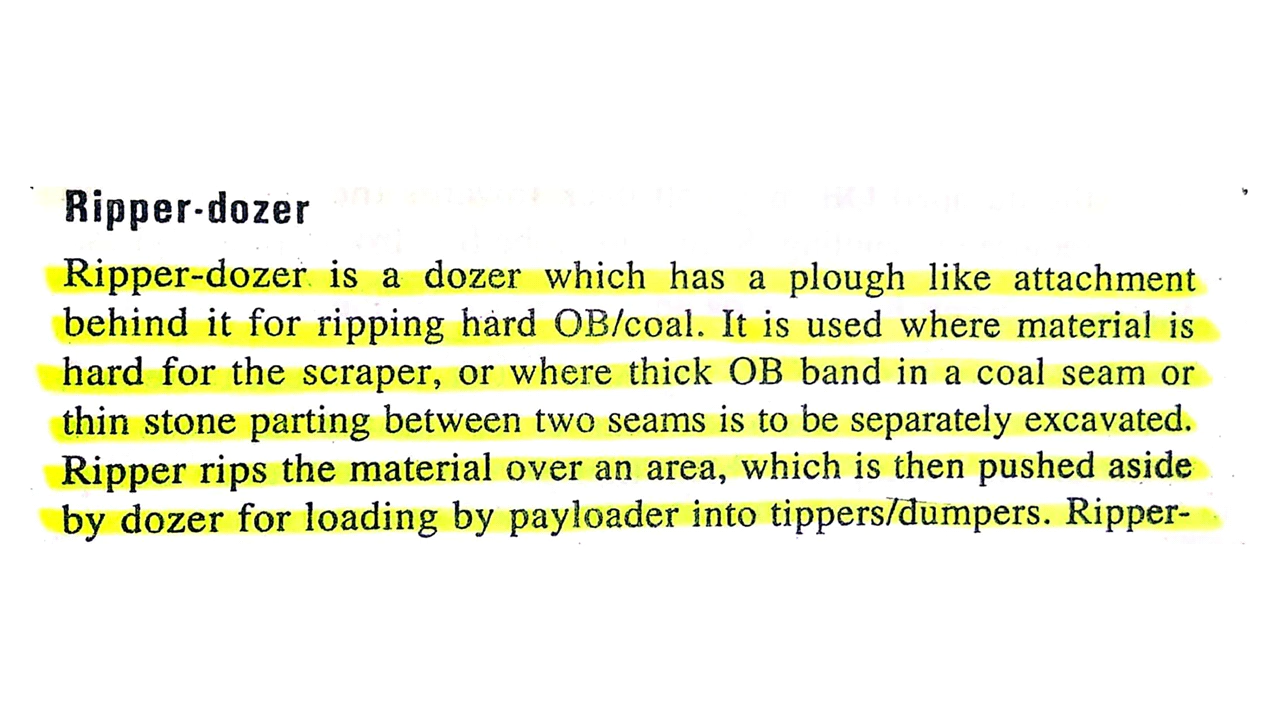 Ripper-dozer
Ripper-dozer is a dozer which has a plough like attachment
behind it for ripping hard OB/coal. It is used where material is
hard for the scraper, or where thick OB band in a coal seam or
thin stone parting between two seams is to be separately excavated.
Ripper rips the material over an area, which is then pushed aside
by dozer for loading by payloader into tippers/dumpers. Ripper-